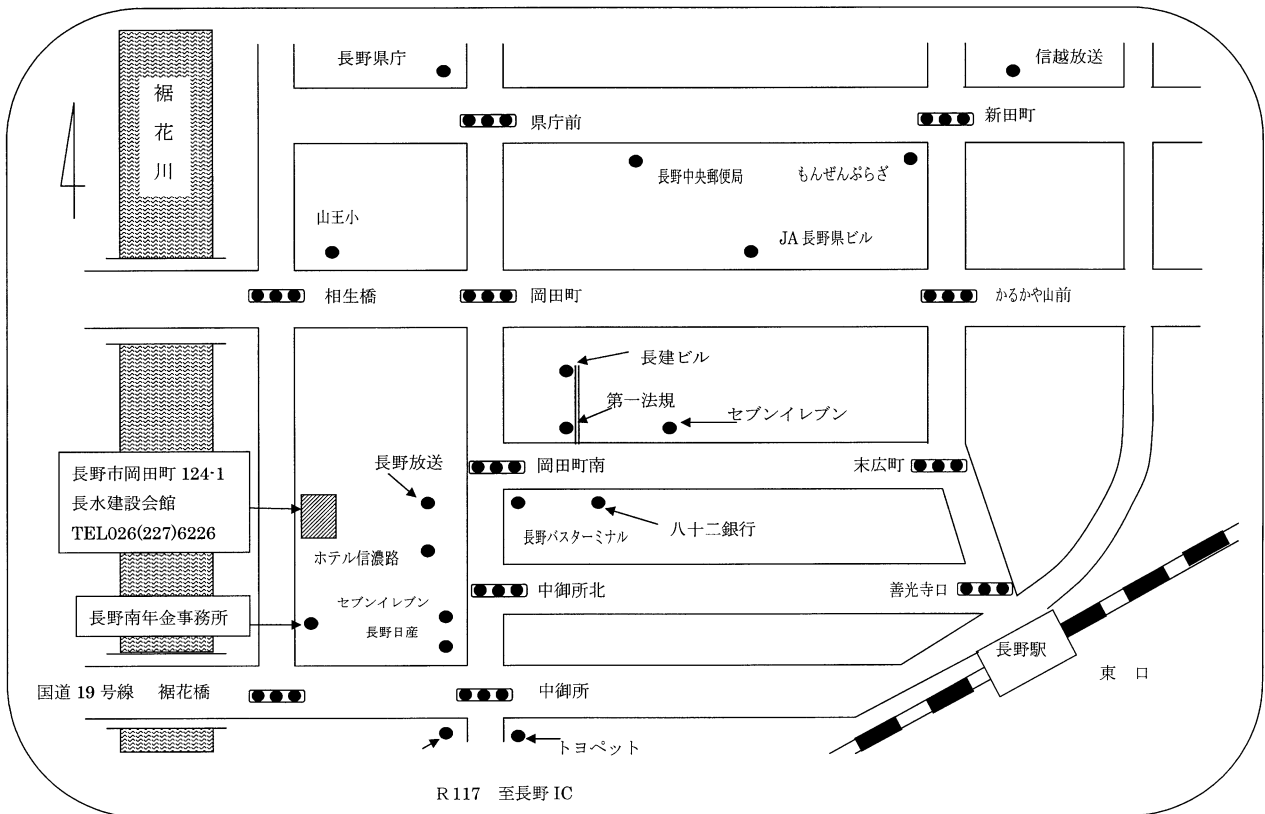 長野県庁
信越放送
裾花川
県庁前
新田町
長野中央郵便局
もんぜんぷらざ
山王小
JA長野県ビル
相生橋
岡田町
かるかや山前
長建ビル
第一法規
セブンイレブン
長野市岡田町 124-1
長水建設会館
TEL026(227)6226
長野放送
岡田町南
末広町
長野バスターミナル
八十二銀行
ホテル信濃路
中御所北
善光寺口
セブンイレブン
長野日産
長野南年金事務所
長野駅
東 口
国道 19 号線 裾花橋
中御所
トヨペット
R 117 至長野 IC